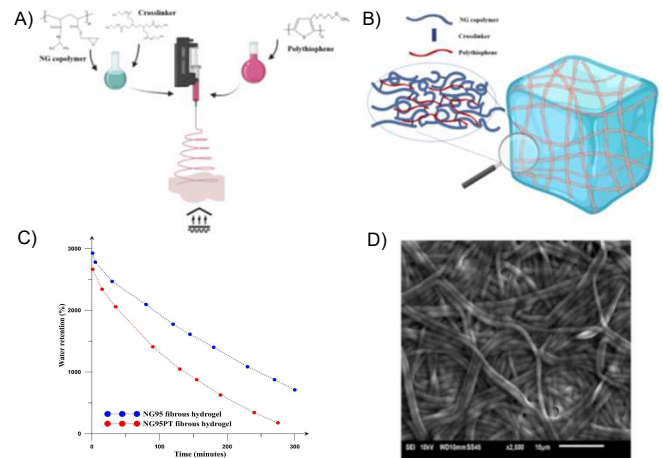 A)
Crosslinker
NG copolymer
Polythiophene
B)
NG copolymer
Crosslinker
Polythiophene
C)
3000
2000
1000
0
Water retention (%)
NG95 fibrous hydrogel
NG95PT fibrous hydrogel
0
100
200
300
Time (minutes)
D)
SEI 10kV WD10mm SS45 x2,500 10μm